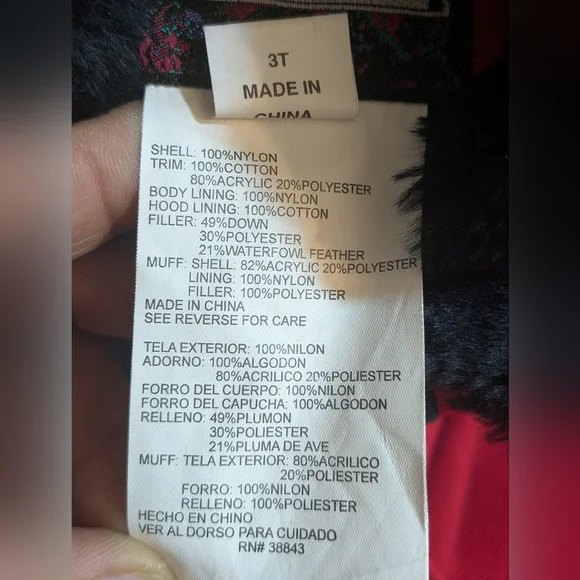 3T
MADE IN
CHINA
SHELL: 100%NYLON
TRIM: 100%COTTON
80%ACRYLIC 20%POLYESTER
BODY LINING: 100%NYLON
HOOD LINING: 100%COTTON
FILLER: 49%DOWN
30%POLYESTER
21%WATERFOWL FEATHER
MUFF: SHELL: 82%ACRYLIC 20%POLYESTER
LINING: 100%NYLON
FILLER: 100%POLYESTER
MADE IN CHINA
SEE REVERSE FOR CARE
TELA EXTERIOR: 100%NILON
ADORNO: 100%ALGODON
80%ACRILICO 20%POLIESTER
FORRO DEL CUERPO: 100%NILON
FORRO DEL CAPUCHA: 100%ALGODON
RELLENO: 49%PLUMON
30%POLIESTER
21%PLUMA DE AVE
MUFF: TELA EXTERIOR: 80%ACRILICO
20%POLIESTER
FORRO: 100%NILON
RELLENO: 100%POLIESTER
HECHO EN CHINO
VER AL DORSO PARA CUIDADO
RN# 38843